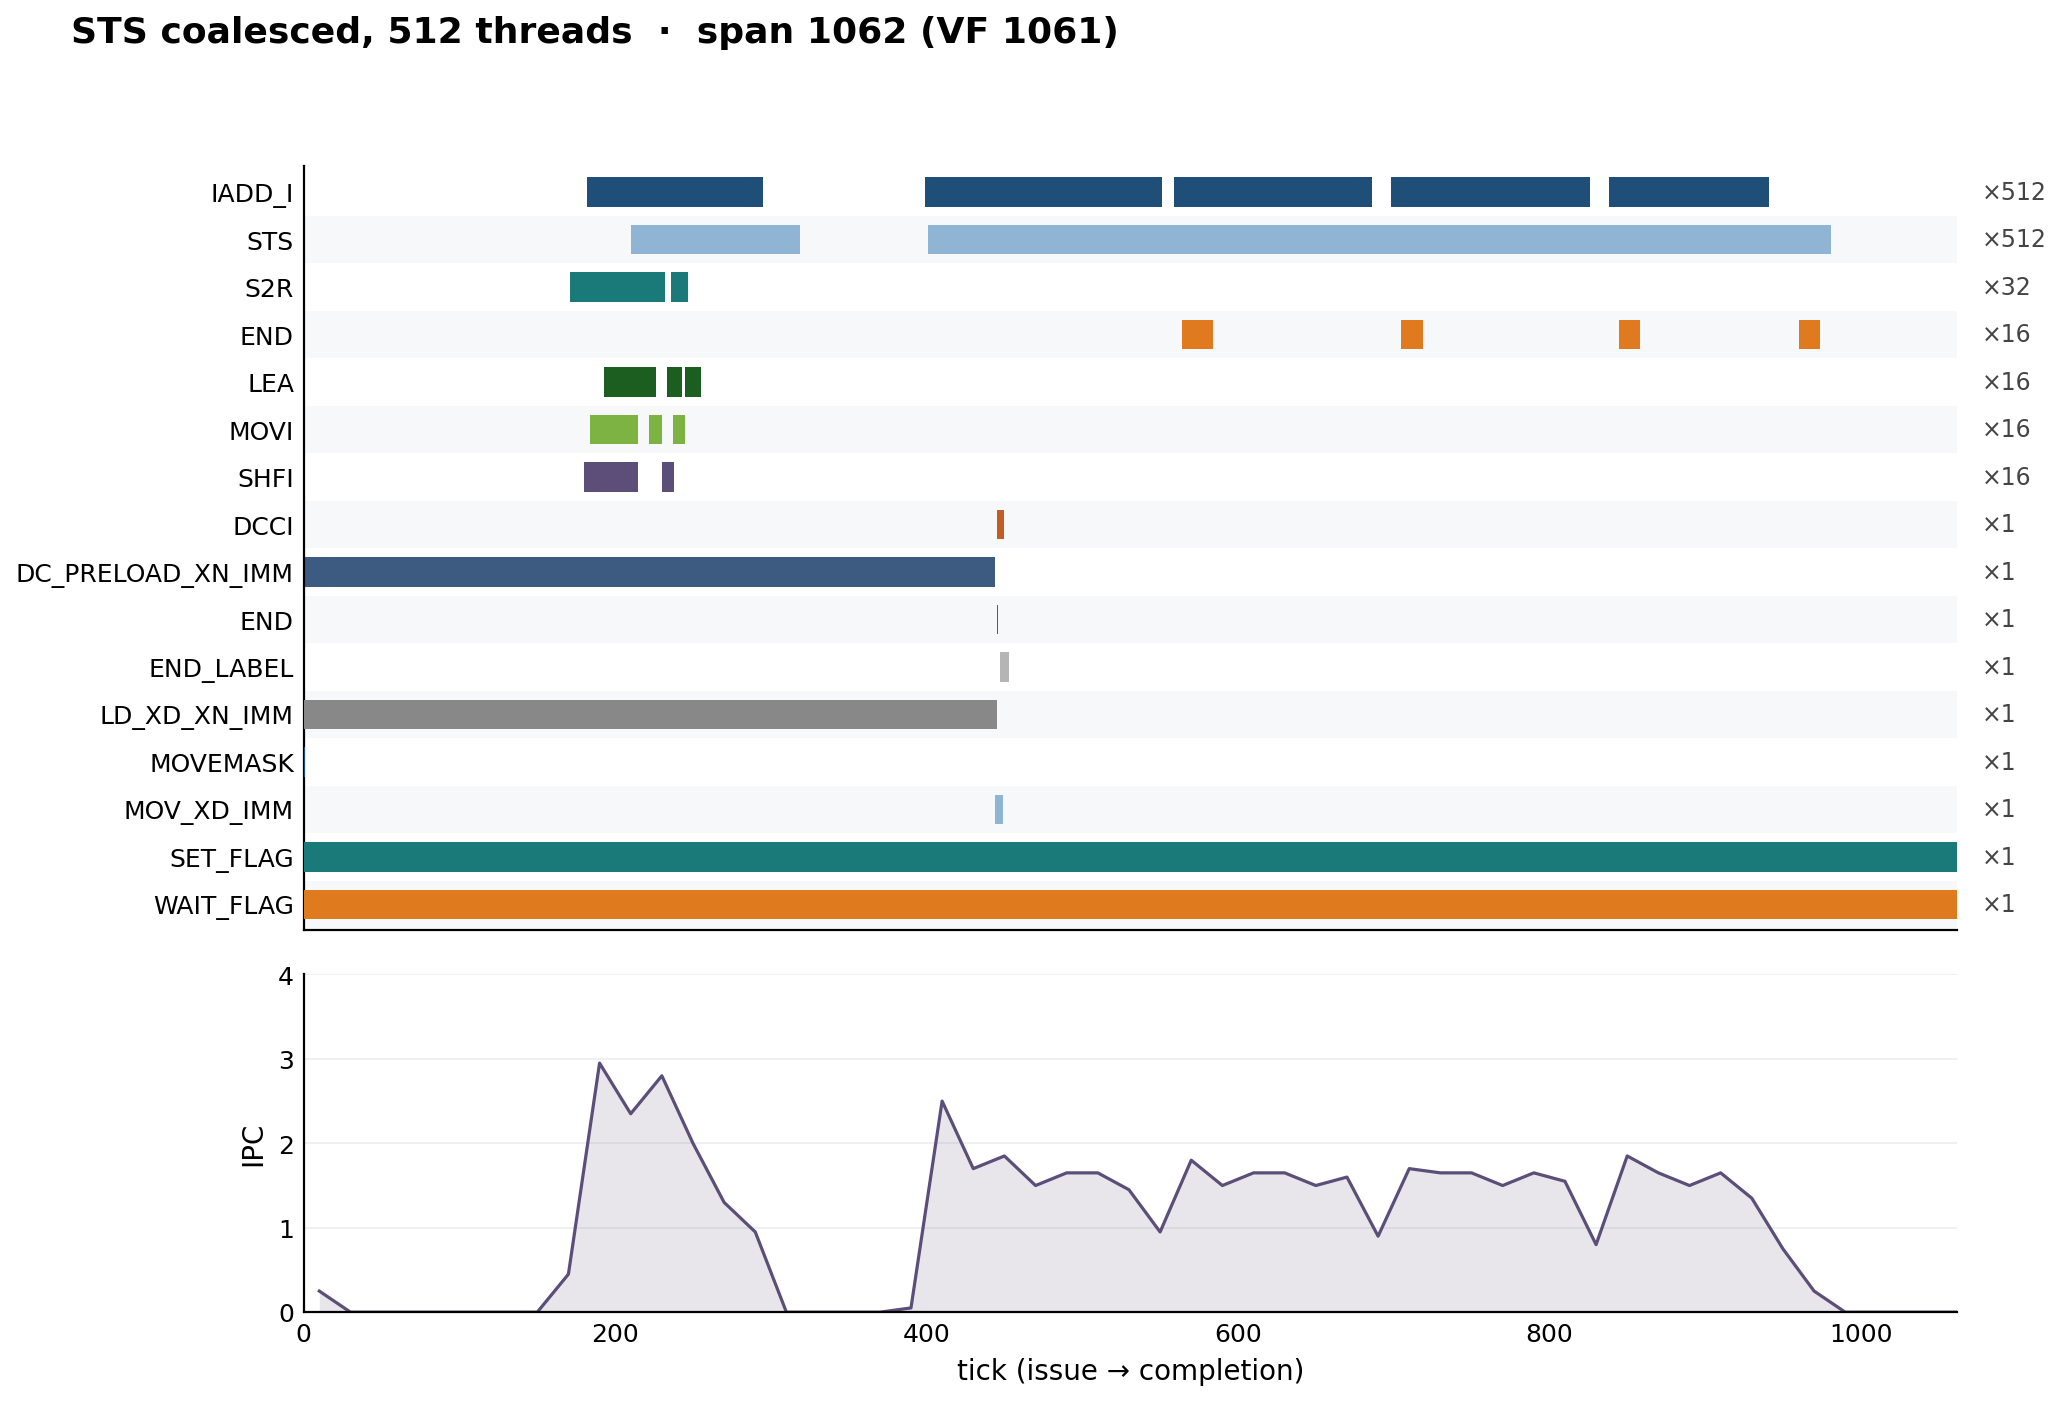 STS coalesced, 512 threads · span 1062 (VF 1061)
IADD_I ×512
STS ×512
S2R ×32
END ×16
LEA ×16
MOVI ×16
SHFI ×16
DCCI ×1
DC_PRELOAD_XN_IMM ×1
END ×1
END_LABEL ×1
LD_XD_XN_IMM ×1
MOVEMASK ×1
MOV_XD_IMM ×1
SET_FLAG ×1
WAIT_FLAG ×1
4
3
2
1
0
IPC
0 200 400 600 800 1000
tick (issue → completion)